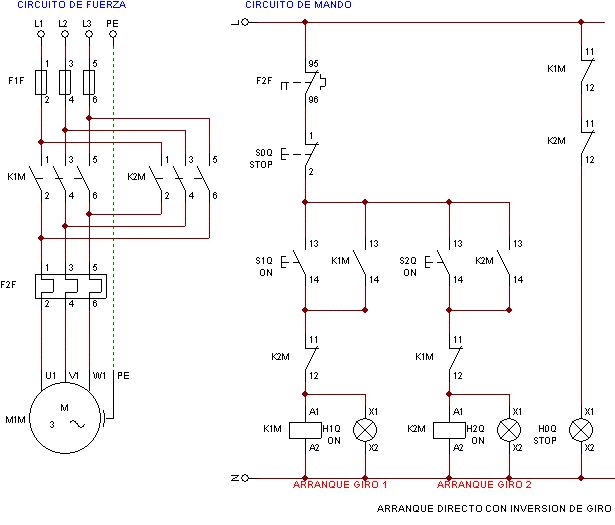 CIRCUITO DE FUERZA CIRCUITO DE MANDO
L1 L2 L3 PE L
F1F 1 3 5
2 4 6
F2F 95
96
K1M 11
12
K2M 11
12
S0Q STOP 1
2
K1M 1 3 5 K2M 1 3 5
2 4 6 2 4 6
S1Q ON 13 14 K1M 13 14 S2Q ON 13 14 K2M 13 14
F2F 1 3 5
2 4 6
K2M 11 12 K1M 11 12
U1 V1 W1 PE
M1M M
3
K1M A1 A2 H1Q ON X1 X2 K2M A1 A2 H2Q ON X1 X2 H0Q STOP X1 X2
N
ARRANQUE GIRO 1 ARRANQUE GIRO 2
ARRANQUE DIRECTO CON INVERSION DE GIRO